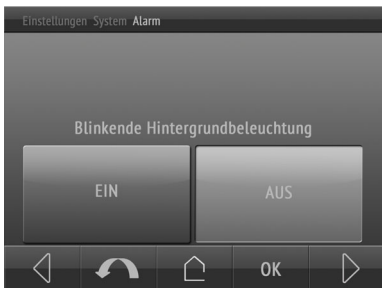 Einstellungen System Alarm
Blinkende Hintergrundbeleuchtung
EIN AUS
OK